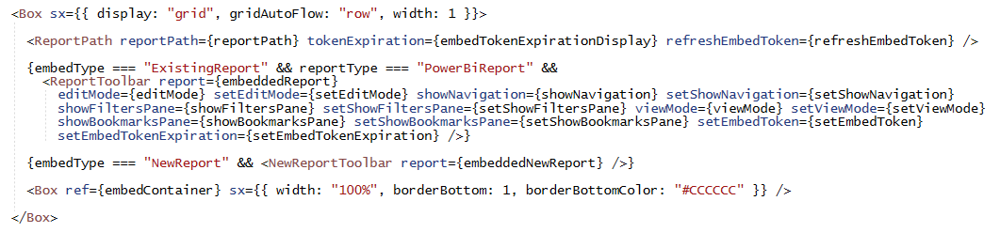 <Box sx={{ display: "grid", gridAutoFlow: "row", width: 1 }}>
<ReportPath reportPath={reportPath} tokenExpiration={embedTokenExpirationDisplay} refreshEmbedToken={refreshEmbedToken} />
{embedType === "ExistingReport" && reportType === "PowerBiReport" &&
<ReportToolbar report={embeddedReport}
editMode={editMode} setEditMode={setEditMode} showNavigation={showNavigation} setShowNavigation={setShowNavigation}
showFiltersPane={showFiltersPane} setShowFiltersPane={setShowFiltersPane} viewMode={viewMode} setViewMode={setViewMode}
showBookmarksPane={showBookmarksPane} setShowBookmarksPane={setShowBookmarksPane} setEmbedToken={setEmbedToken}
setEmbedTokenExpiration={setEmbedTokenExpiration} />}
{embedType === "NewReport" && <NewReportToolbar report={embeddedNewReport} />}
<Box ref={embedContainer} sx={{ width: "100%", borderBottom: 1, borderBottomColor: "#CCCCCC" }} />
</Box>